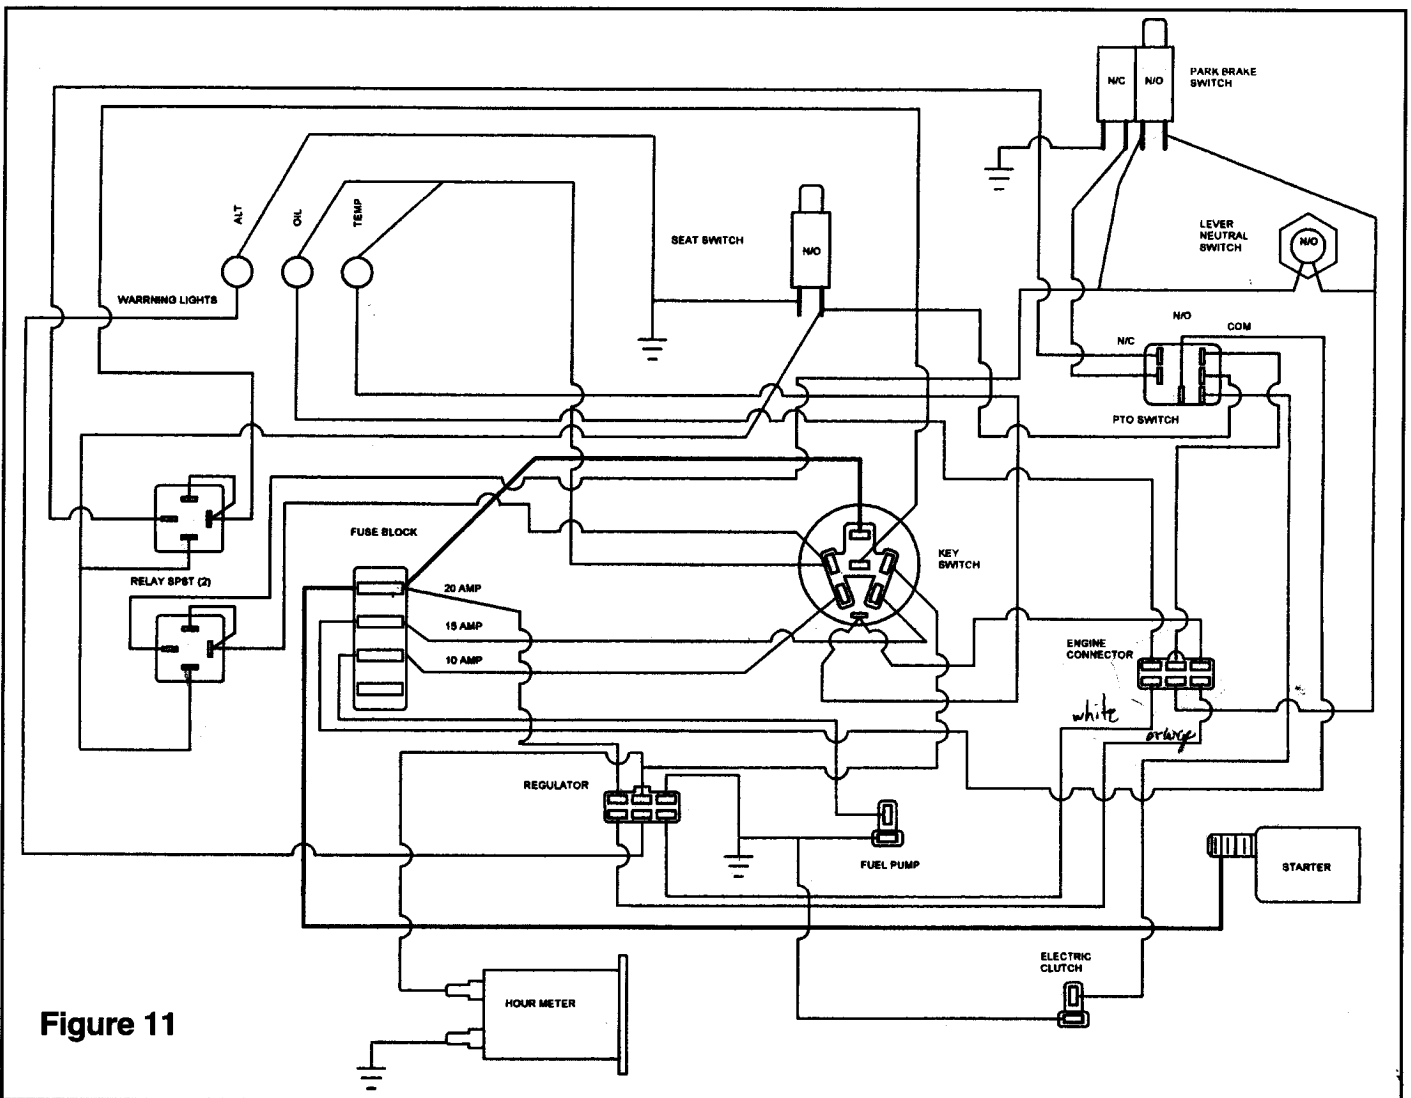 N/C
N/O
PARK BRAKE
SWITCH
ALT
OIL
TEMP
SEAT SWITCH
N/O
LEVER
NEUTRAL
SWITCH
N/O
WARRNING LIGHTS
N/O
COM
N/C
PTO SWITCH
FUSE BLOCK
KEY
SWITCH
RELAY SPST (2)
20 AMP
15 AMP
10 AMP
ENGINE
CONNECTOR
white
orange
REGULATOR
FUEL PUMP
STARTER
ELECTRIC
CLUTCH
HOUR METER
Figure 11